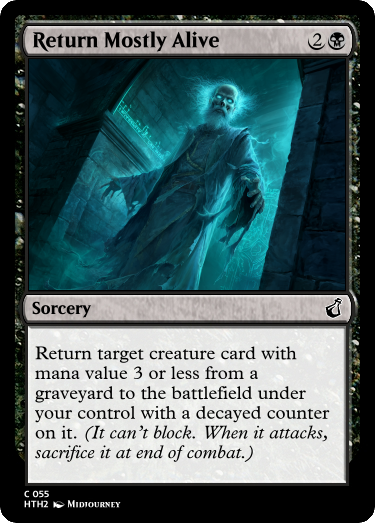 Return Mostly Alive 2
Sorcery
Return target creature card with
mana value 3 or less from a
graveyard to the battlefield under
your control with a decayed counter
on it. (It can't block. When it attacks,
sacrifice it at end of combat.)
C 055
HTH2 Midjourney